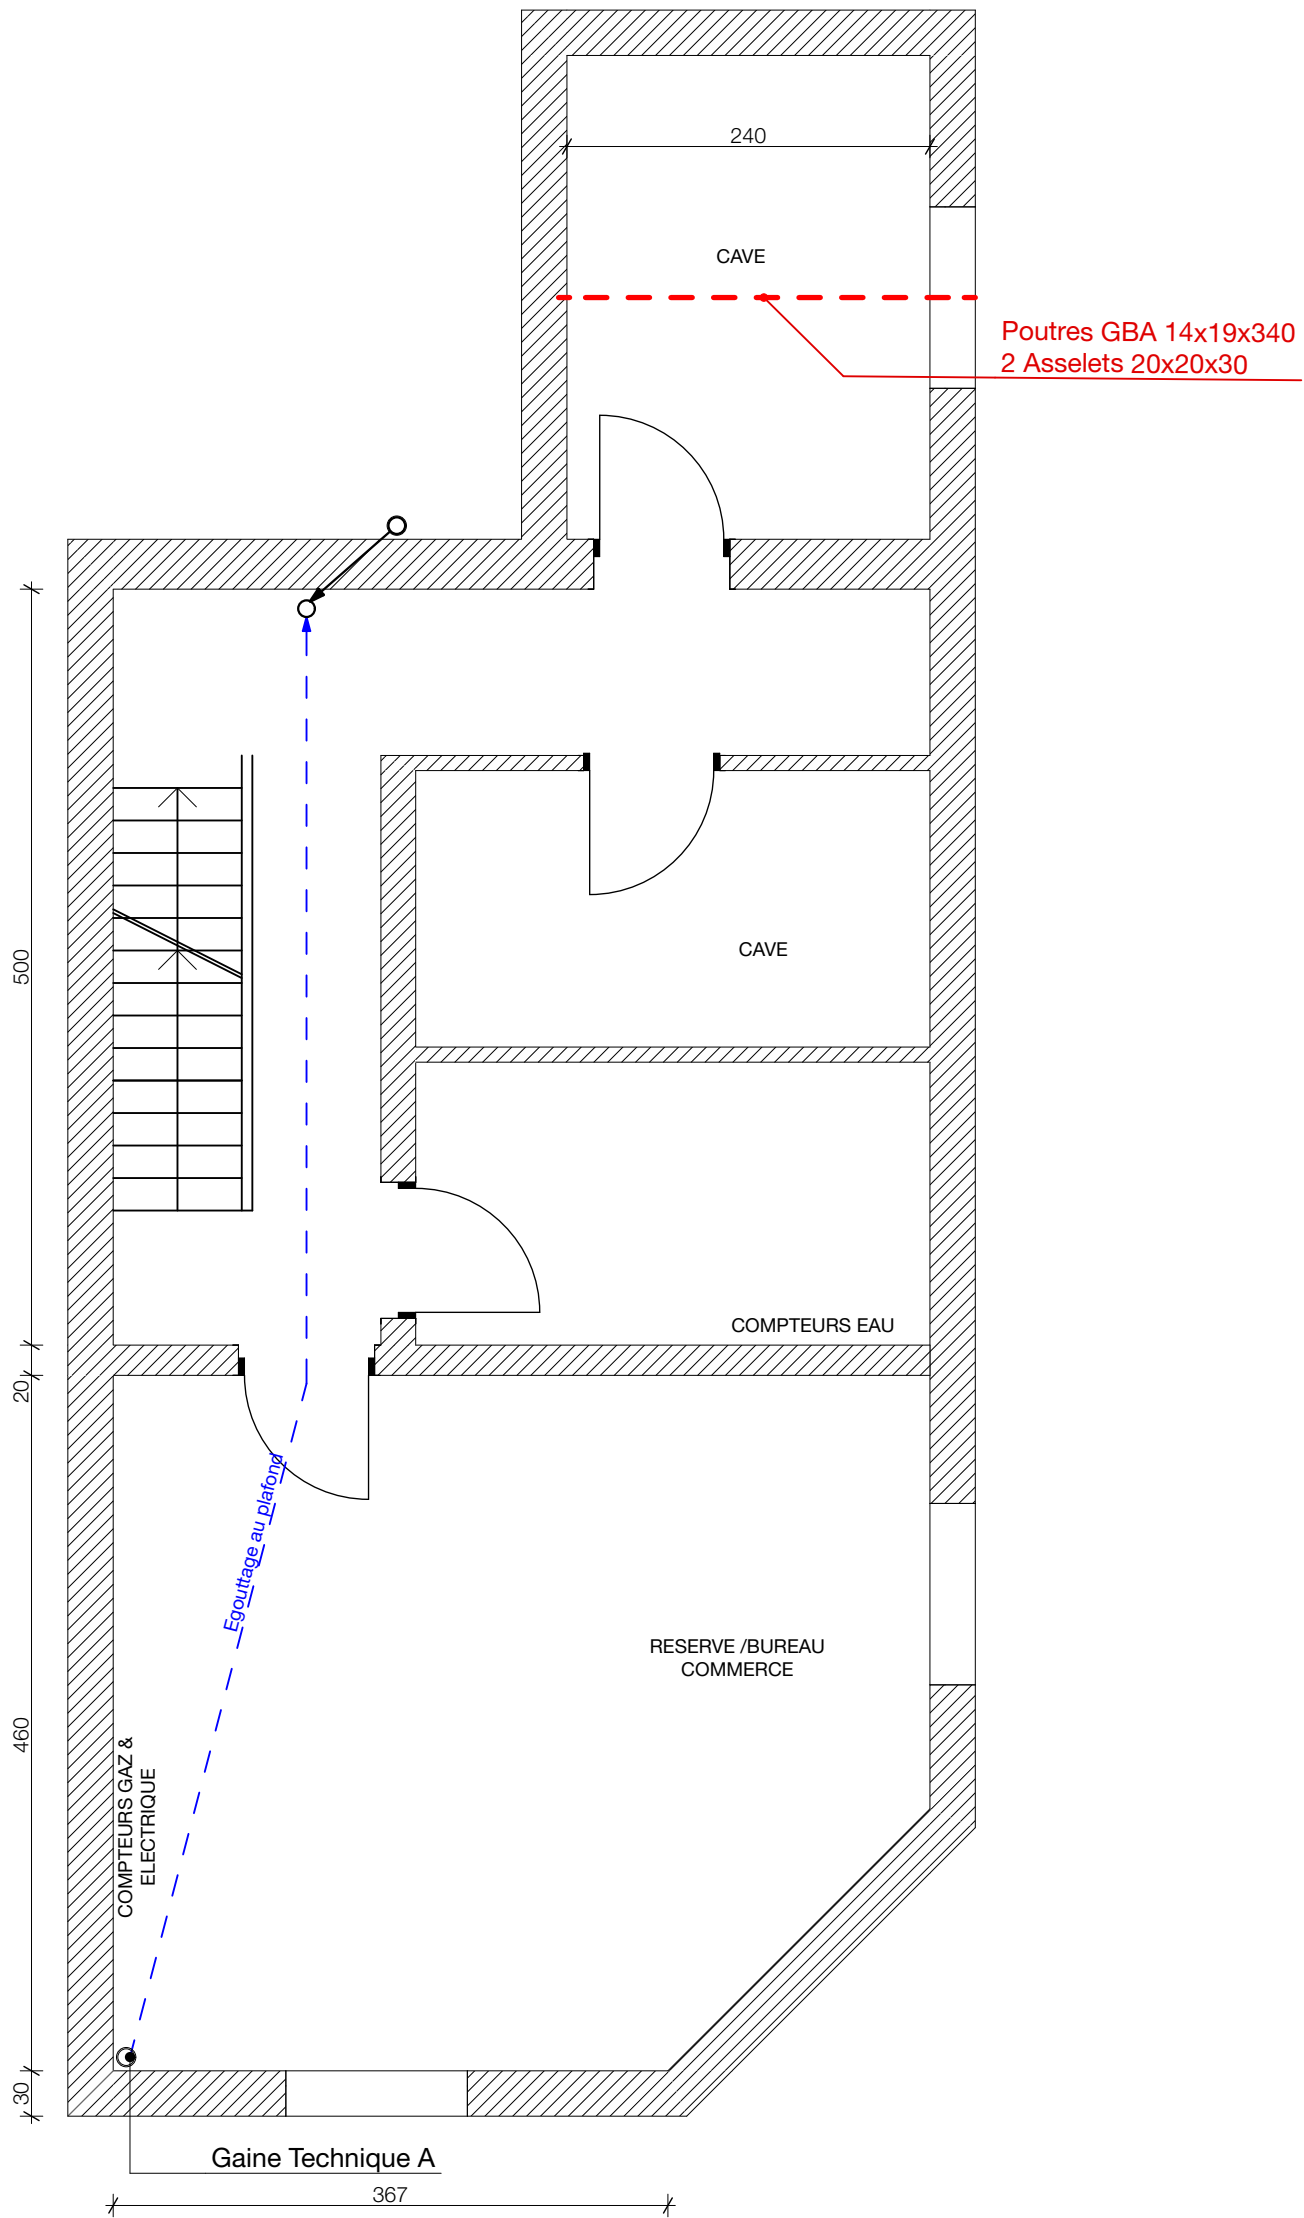 240
CAVE
Poutres GBA 14x19x340
2 Asselets 20x20x30
500
CAVE
COMPTEURS EAU
20
Egouttage au plafond
RESERVE /BUREAU
COMMERCE
460
COMPTEURS GAZ &
ELECTRIQUE
30
Gaine Technique A
367